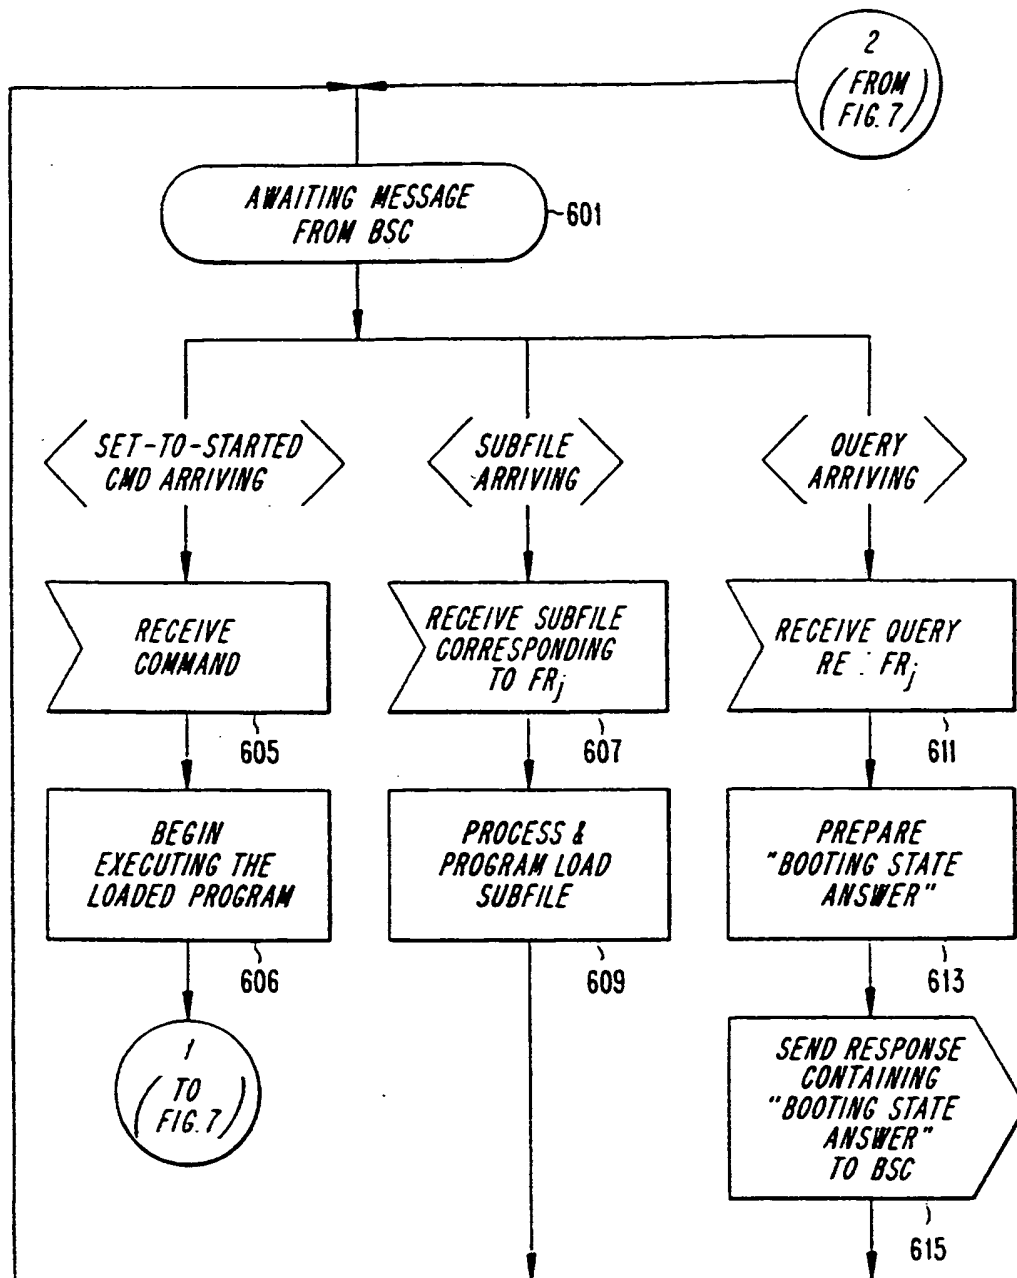 2
(FROM
FIG. 7)
AWAITING MESSAGE
FROM BSC
601
SET-TO-STARTED
CMD ARRIVING
SUBFILE
ARRIVING
QUERY
ARRIVING
RECEIVE
COMMAND
605
RECEIVE SUBFILE
CORRESPONDING
TO FRj
607
RECEIVE QUERY
RE : FRj
611
BEGIN
EXECUTING THE
LOADED PROGRAM
606
PROCESS &
PROGRAM LOAD
SUBFILE
609
PREPARE
"BOOTING STATE
ANSWER"
613
1
(TO
FIG. 7)
SEND RESPONSE
CONTAINING
"BOOTING STATE
ANSWER"
TO BSC
615